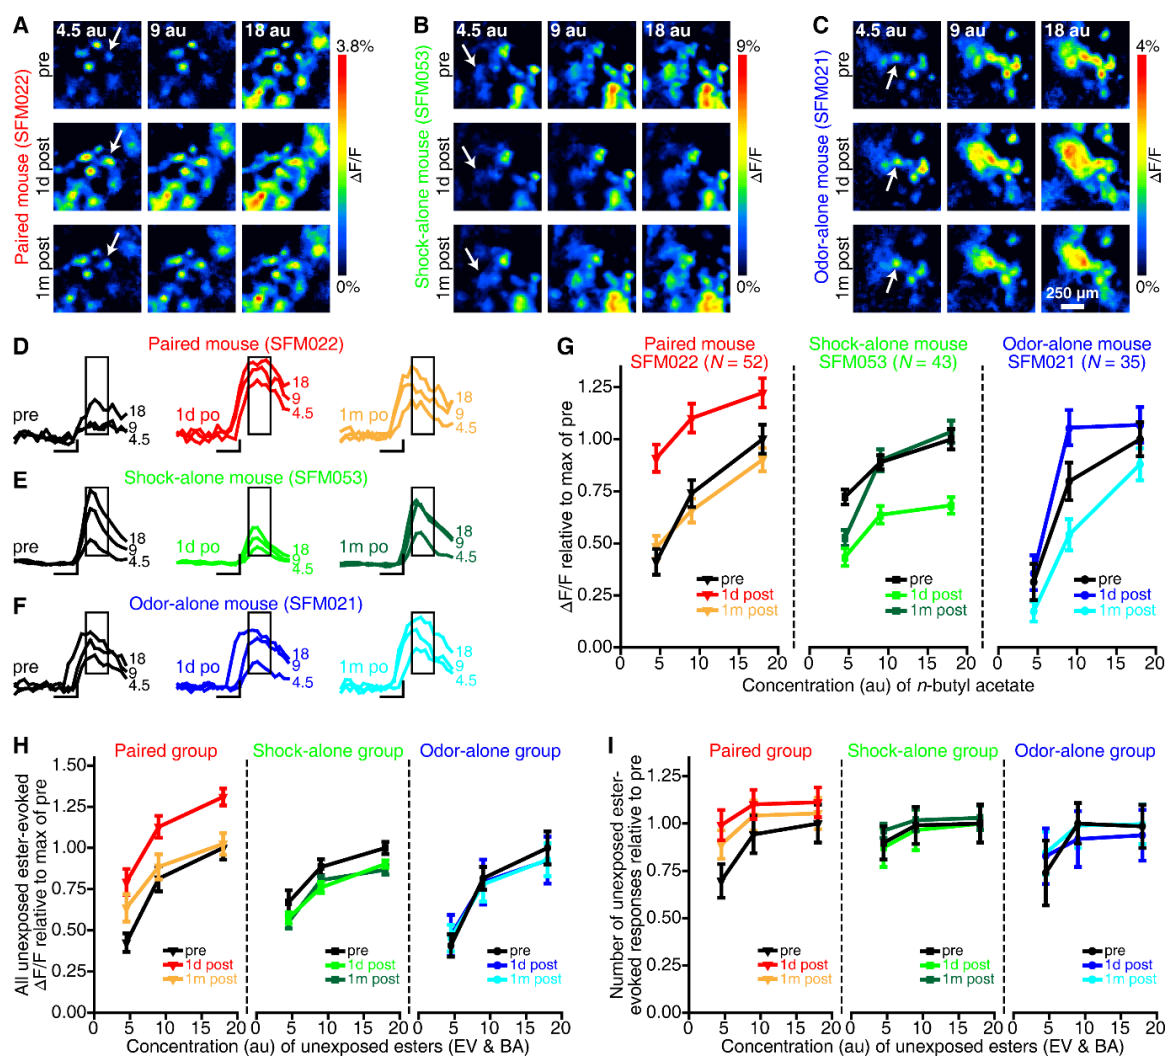 A
4.5 au
9 au
18 au
3.8%
pre
1d post
1m post
Paired mouse (SFM022)
ΔF/F
0%
B
4.5 au
9 au
18 au
9%
pre
1d post
1m post
Shock-alone mouse (SFM053)
ΔF/F
0%
C
4.5 au
9 au
18 au
4%
pre
1d post
1m post
Odor-alone mouse (SFM021)
ΔF/F
0%
250 µm
D
Paired mouse (SFM022)
pre
18
9
4.5
1d po
18
9
4.5
1m po
18
9
4.5
E
Shock-alone mouse (SFM053)
pre
18
9
4.5
1d po
18
9
4.5
1m po
18
9
4.5
F
Odor-alone mouse (SFM021)
pre
18
9
4.5
1d po
18
9
4.5
1m po
18
9
4.5
G
Paired mouse
SFM022 (N = 52)
Shock-alone mouse
SFM053 (N = 43)
Odor-alone mouse
SFM021 (N = 35)
ΔF/F relative to max of pre
1.25
1.00
0.75
0.50
0.25
0.00
pre
1d post
1m post
pre
1d post
1m post
pre
1d post
1m post
0 5 10 15 20
0 5 10 15 20
0 5 10 15 20
Concentration (au) of n-butyl acetate
H
Paired group
Shock-alone group
Odor-alone group
All unexposed ester-evoked
ΔF/F relative to max of pre
1.50
1.25
1.00
0.75
0.50
0.25
0.00
pre
1d post
1m post
pre
1d post
1m post
pre
1d post
1m post
0 5 10 15 20
0 5 10 15 20
0 5 10 15 20
Concentration (au) of unexposed esters (EV & BA)
I
Paired group
Shock-alone group
Odor-alone group
Number of unexposed ester-
evoked responses relative to pre
1.25
1.00
0.75
0.50
0.25
0.00
pre
1d post
1m post
pre
1d post
1m post
pre
1d post
1m post
0 5 10 15 20
0 5 10 15 20
0 5 10 15 20
Concentration (au) of unexposed esters (EV & BA)